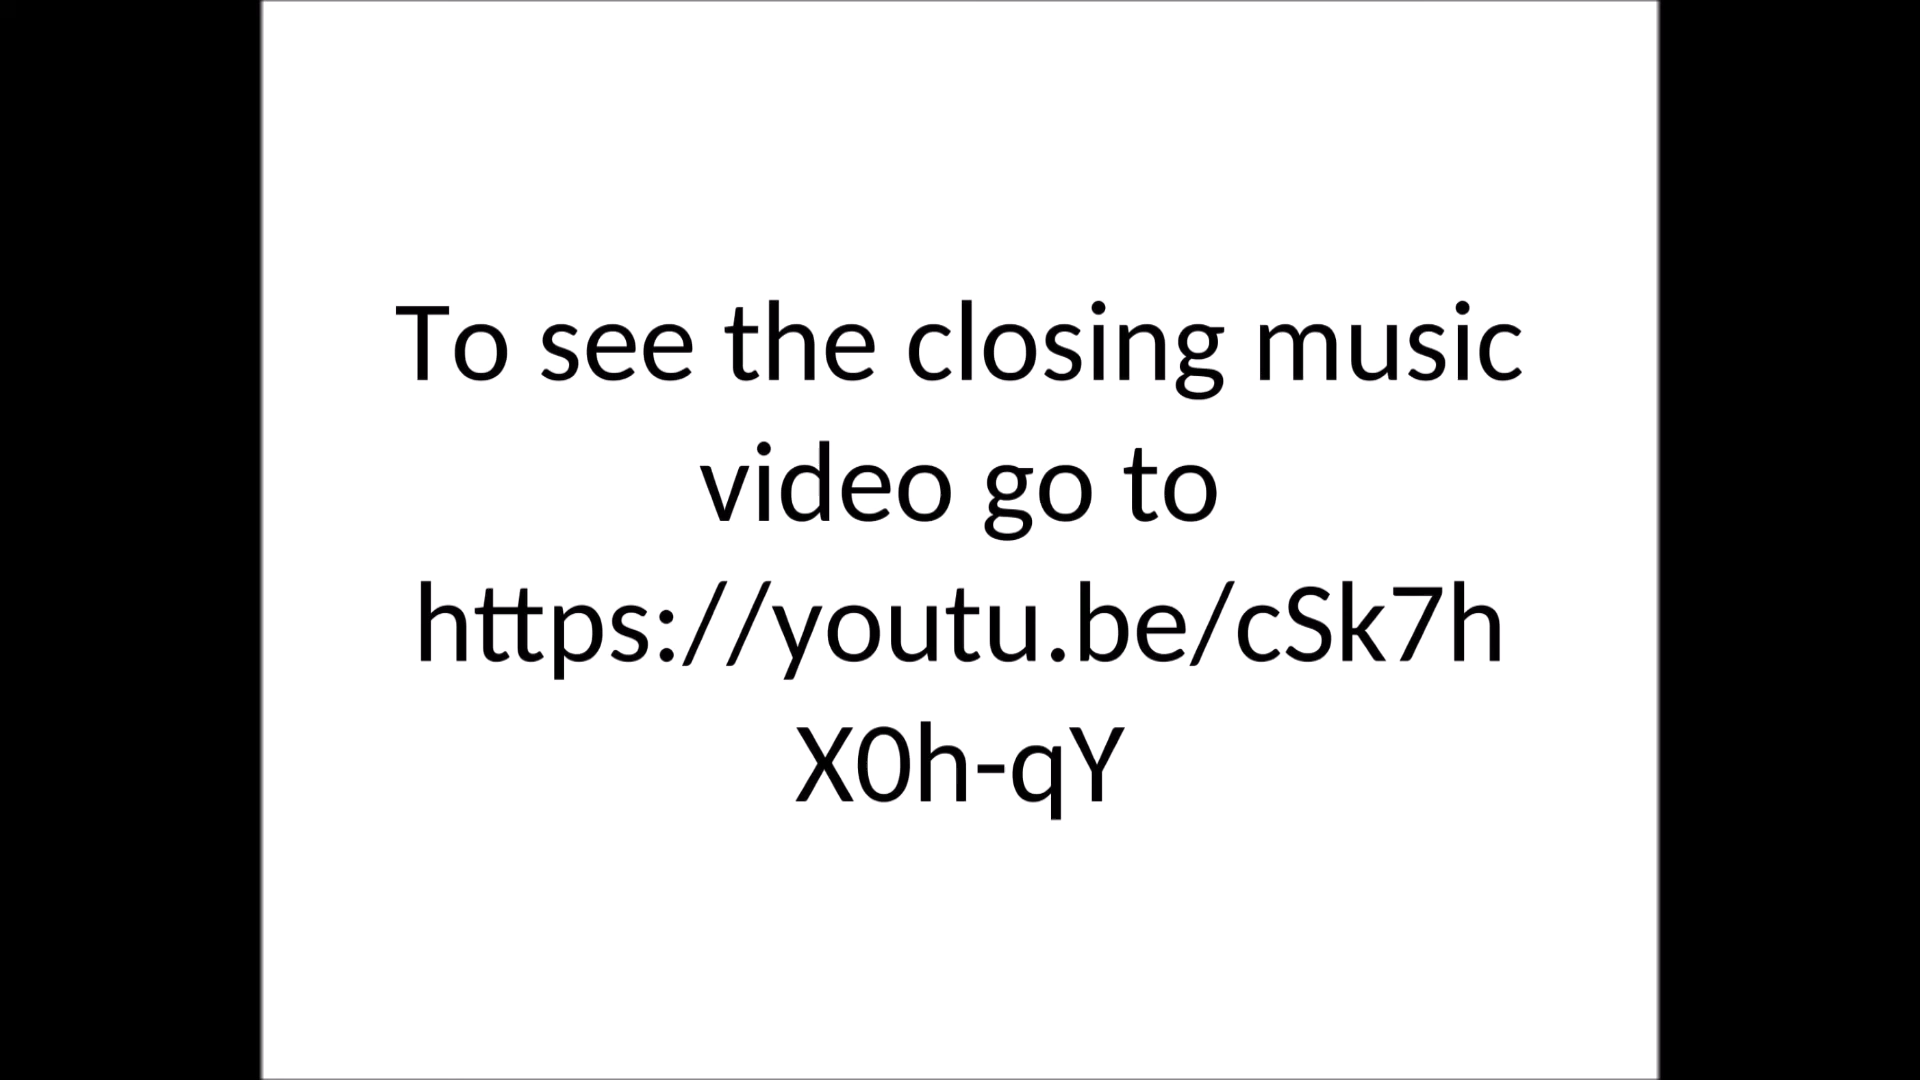 To see the closing music
video go to
https://youtu.be/cSk7h
X0h-qY